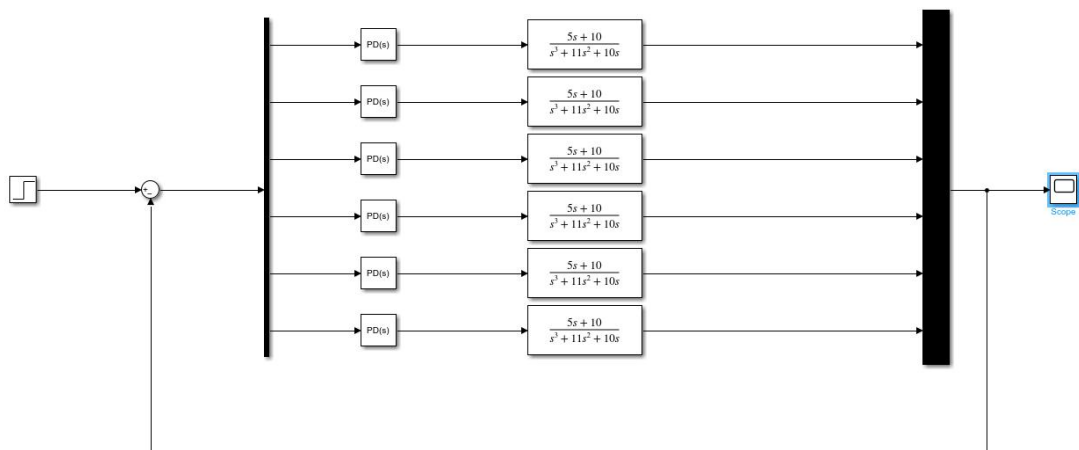 PD(s) 5s + 10
s³ + 11s² + 10s
PD(s) 5s + 10
s³ + 11s² + 10s
PD(s) 5s + 10
s³ + 11s² + 10s
+
−
PD(s) 5s + 10
s³ + 11s² + 10s
Scope
PD(s) 5s + 10
s³ + 11s² + 10s
PD(s) 5s + 10
s³ + 11s² + 10s